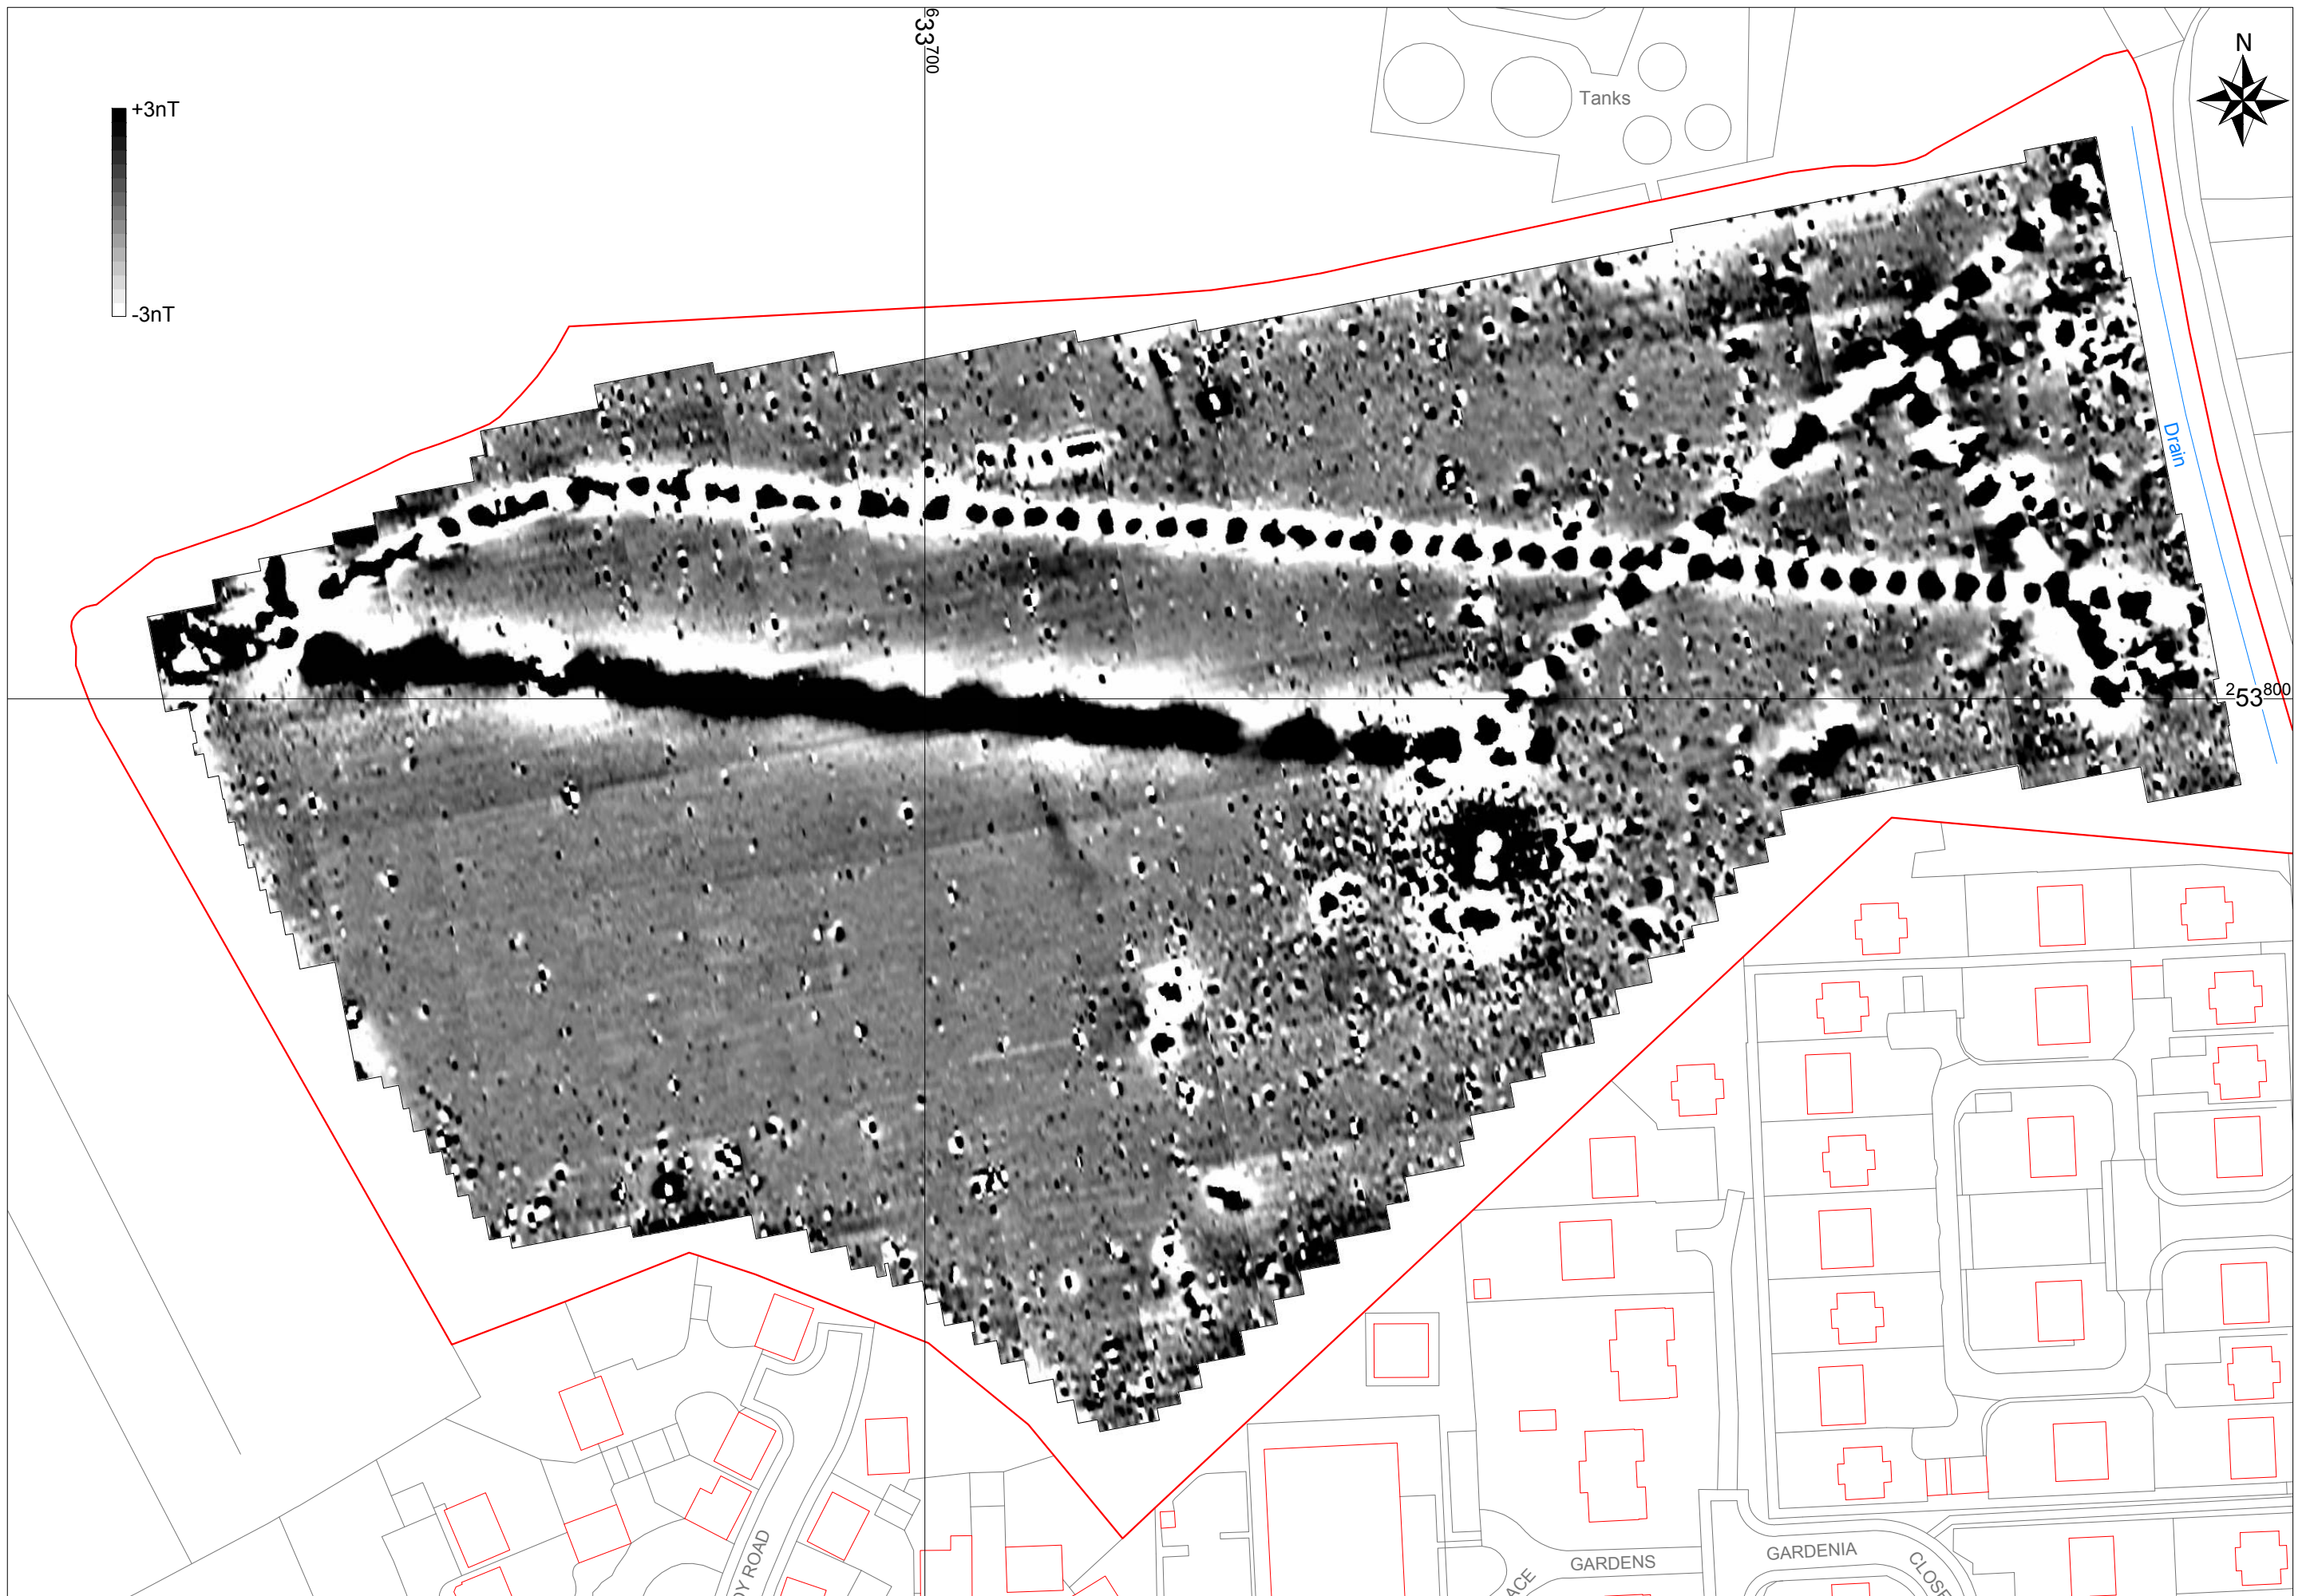 633700
N
+3nT
Tanks
-3nT
Drain
253800
GARDENS
GARDENIA
CLOSE
ROAD